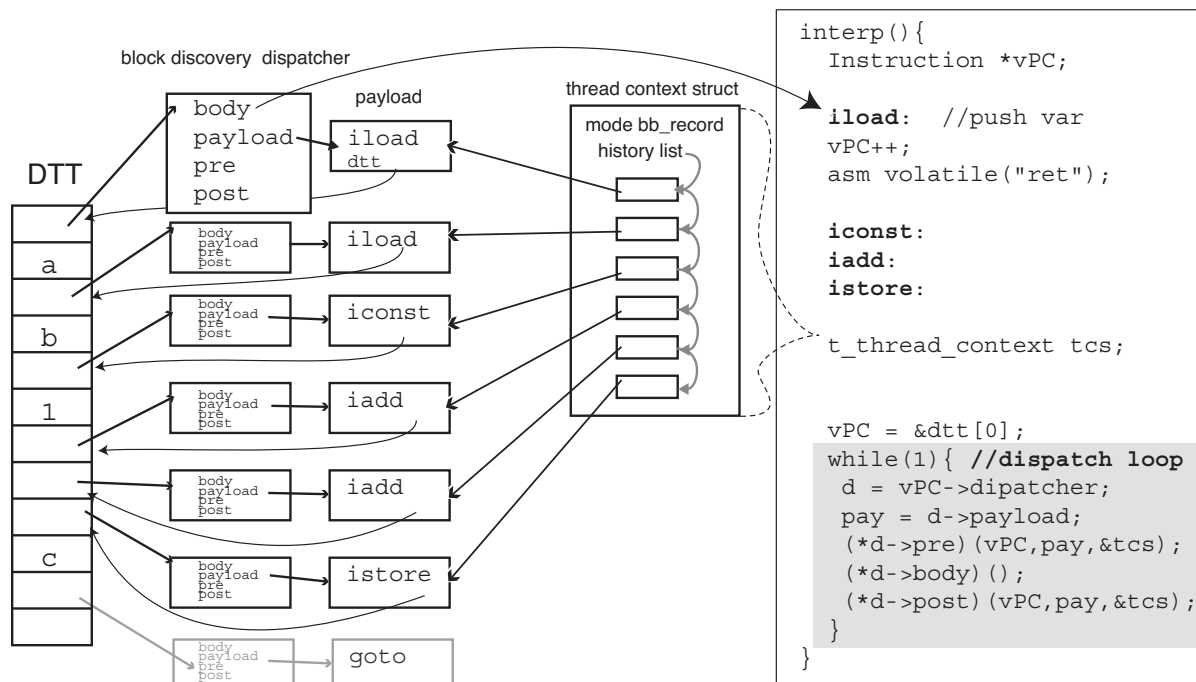 block discovery dispatcher
body
payload
pre
post
payload
iload
dtt
thread context struct
mode bb_record
history list
DTT
a
b
1
c
body
payload
pre
post
iload
body
payload
pre
post
iconst
body
payload
pre
post
iadd
body
payload
pre
post
iadd
body
payload
pre
post
istore
body
payload
pre
post
goto
interp(){
Instruction *vPC;
iload: //push var
vPC++;
asm volatile("ret");
iconst:
iadd:
istore:
t_thread_context tcs;
vPC = &dtt[0];
while(1){ //dispatch loop
d = vPC->dipatcher;
pay = d->payload;
(*d->pre)(vPC,pay,&tcs);
(*d->body)();
(*d->post)(vPC,pay,&tcs);
}
}